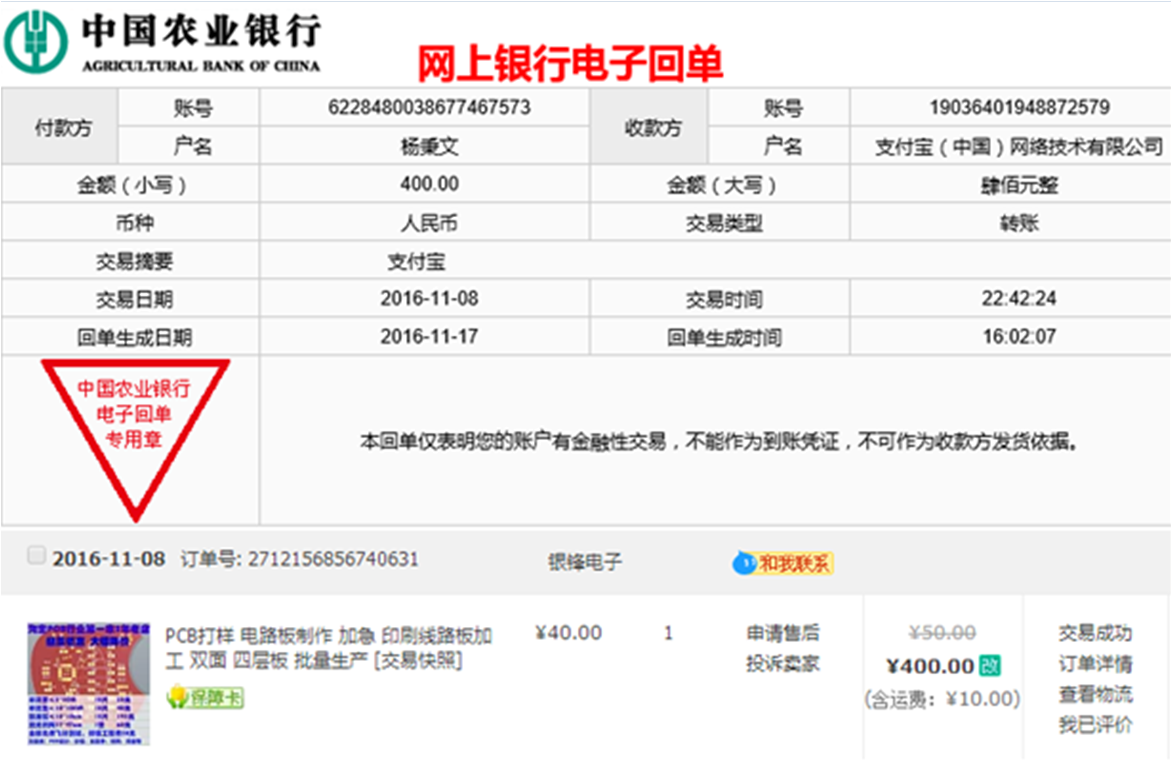 中国农业银行
AGRICULTURAL BANK OF CHINA
网上银行电子回单
付款方 账号 6228480038677467573 收款方 账号 19036401948872579
户名 杨秉文 户名 支付宝（中国）网络技术有限公司
金额（小写） 400.00 金额（大写） 肆佰元整
币种 人民币 交易类型 转账
交易摘要 支付宝
交易日期 2016-11-08 交易时间 22:42:24
回单生成日期 2016-11-17 回单生成时间 16:02:07
中国农业银行
电子回单
专用章
本回单仅表明您的账户有金融性交易，不能作为到账凭证，不可作为收款方发货依据。
2016-11-08 订单号: 2712156856740631 银锋电子 和我联系
PCB打样 电路板制作 加急 印刷线路板加
工 双面 四层板 批量生产 [交易快照]
保障卡
¥40.00 1
申请售后
投诉卖家
¥50.00
¥400.00 改
(含运费: ¥10.00)
交易成功
订单详情
查看物流
我已评价